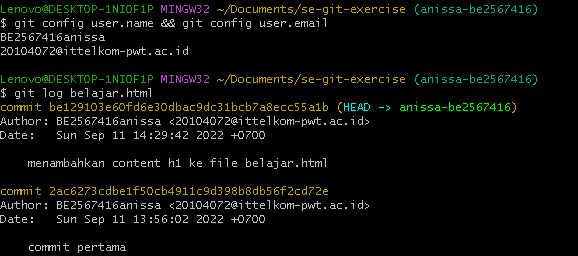 Lenovo@DESKTOP-1NIOF1P MINGW32 ~/Documents/se-git-exercise (anissa-be2567416)
$ git config user.name && git config user.email
BE2567416anissa
20104072@ittelkom-pwt.ac.id
Lenovo@DESKTOP-1NIOF1P MINGW32 ~/Documents/se-git-exercise (anissa-be2567416)
$ git log belajar.html
commit be129103e60fd6e30dbac9dc31bcb7a8ecc55a1b (HEAD -> anissa-be2567416)
Author: BE2567416anissa <20104072@ittelkom-pwt.ac.id>
Date:   Sun Sep 11 14:29:42 2022 +0700
menambahkan content h1 ke file belajar.html
commit 2ac6273cdbe1f50cb4911c9d398b8db56f2cd72e
Author: BE2567416anissa <20104072@ittelkom-pwt.ac.id>
Date:   Sun Sep 11 13:56:02 2022 +0700
commit pertama